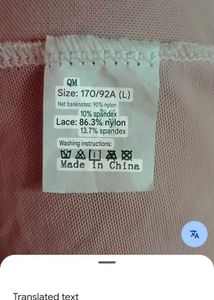 QM
Size: 170/92A (L)
Net banknotes: 90% nylon
10% spandex
Lace: 86.3% nylon
13.7% spandex
Washing instructions:
Made in China
Translated text